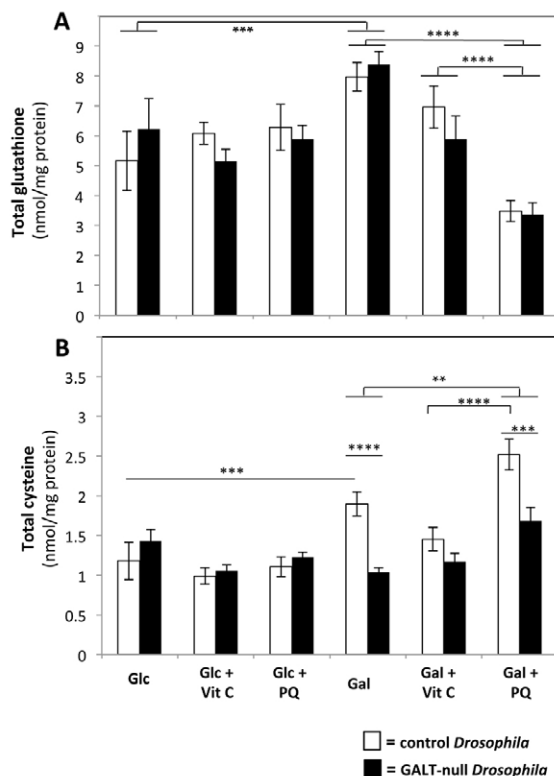 A
Total glutathione
(nmol/mg protein)
9
8
7
6
5
4
3
2
1
0
***
****
****
B
Total cysteine
(nmol/mg protein)
3.5
3
2.5
2
1.5
1
0.5
0
***
****
**
****
***
Glc
Glc +
Vit C
Glc +
PQ
Gal
Gal +
Vit C
Gal +
PQ
= control Drosophila
= GALT-null Drosophila